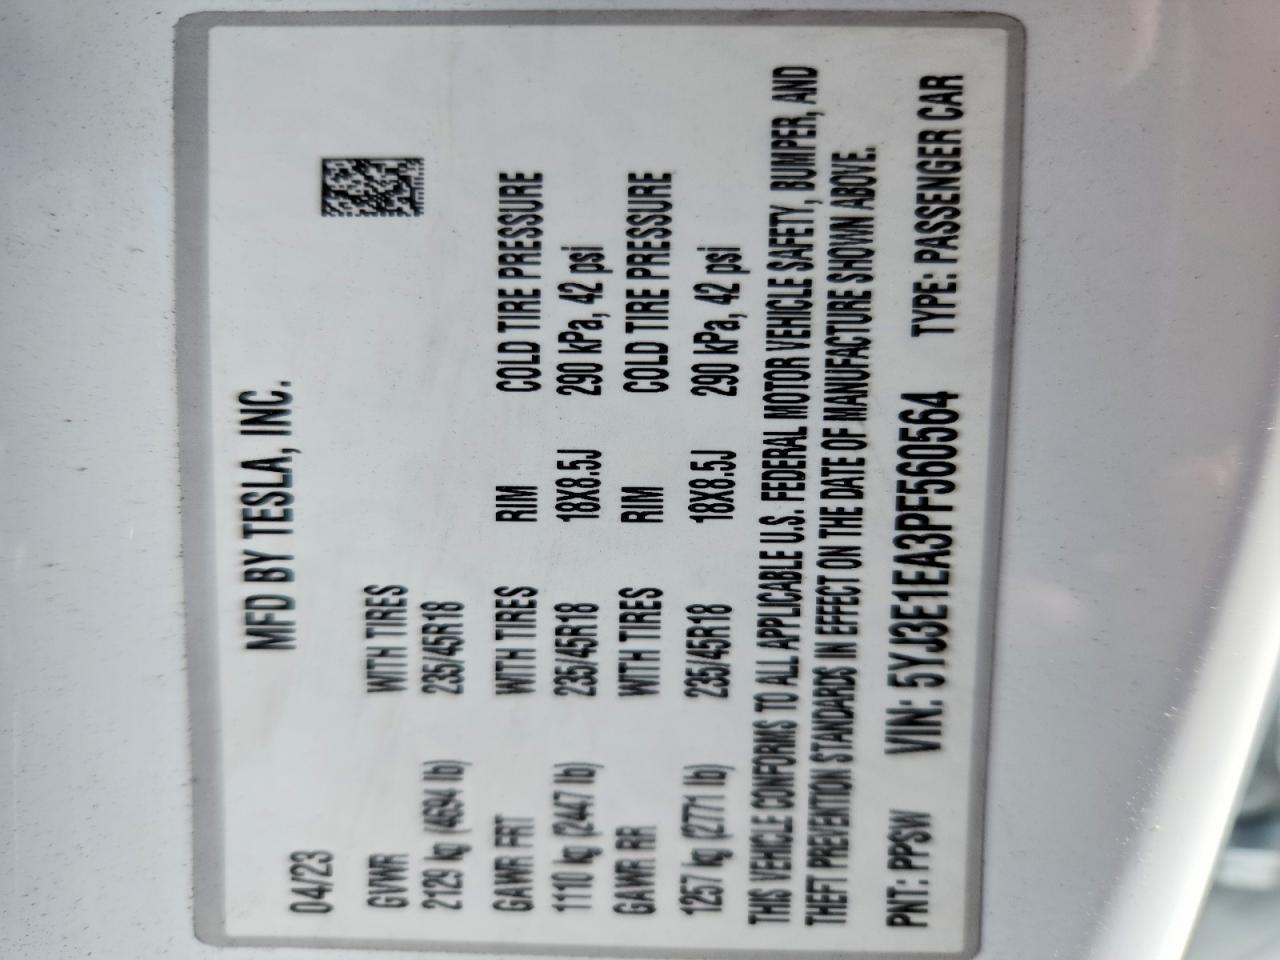 MFD BY TESLA, INC.
04/23
GVWR WTH TIRES
2129 kg (4694 lb) 235/45R18
GAWR FRT WTH TIRES RIM COLD TIRE PRESSURE
1110 kg (2447 lb) 235/45R18 18X8.5J 290 kPa, 42 psi
GAWR RR WTH TIRES RIM COLD TIRE PRESSURE
1257 kg (2771 lb) 235/45R18 18X8.5J 290 kPa, 42 psi
THIS VEHICLE CONFORMS TO ALL APPLICABLE U.S. FEDERAL MOTOR VEHICLE SAFETY, BUMPER, AND
THEFT PREVENTION STANDARDS IN EFFECT ON THE DATE OF MANUFACTURE SHOWN ABOVE.
PNT: PPSW VIN: 5YJ3E1EA3PF560564 TYPE: PASSENGER CAR